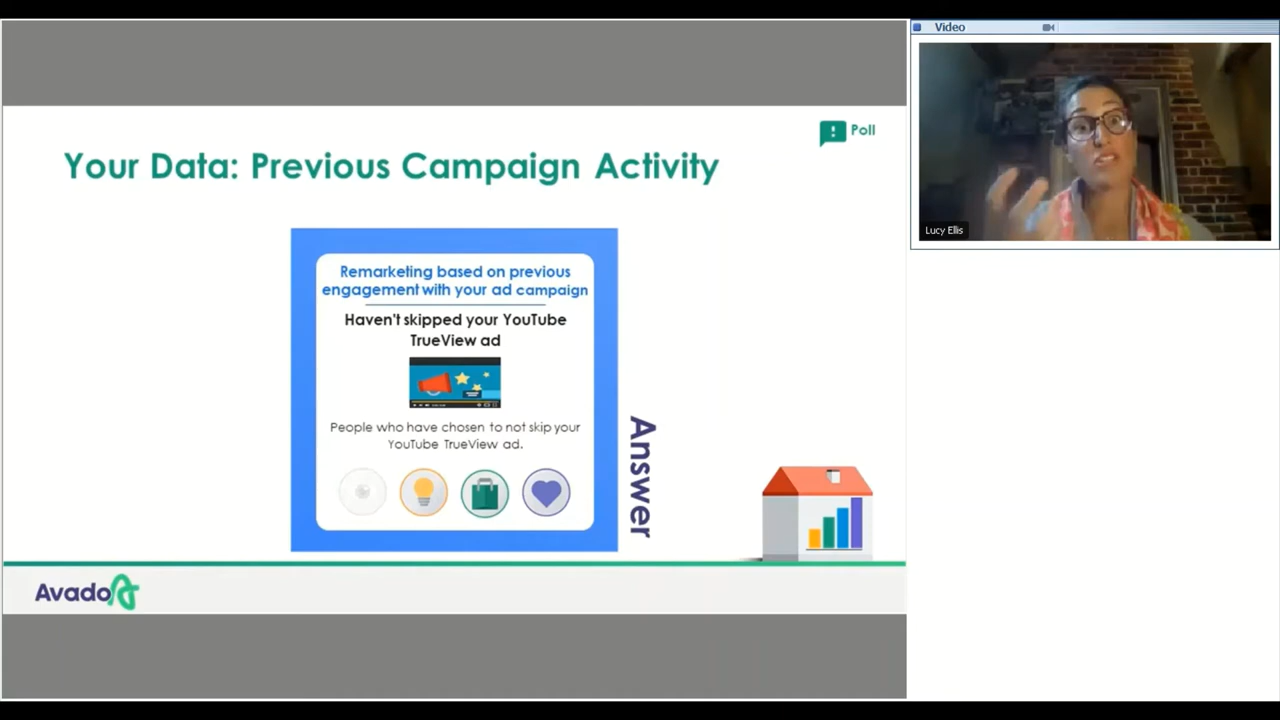 Video
Poll
Your Data: Previous Campaign Activity
Lucy Ellis
Remarketing based on previous
engagement with your ad campaign
Haven't skipped your YouTube
TrueView ad
People who have chosen to not skip your
YouTube TrueView ad.
Answer
Avado